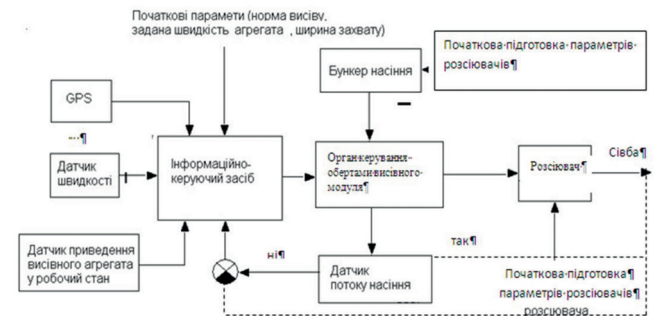 Початкові парамети (норма висіву,
задана швидкість агрегата , ширина захвату)
Початкова·підготовка·параметрів·
розсіювачів¶
Бункер насіння
GPS
Датчик
швидкості
Інформаційно-
керуючий засіб
Орган·керування·
обертами·висівного·
модуля¶
Розсіювач·¶
Сівба¶
Датчик приведення
висівного агрегата
у робочий стан
ні¶
Датчик
потоку насіння
так¶
Початкова·підготовка¶
параметрів·розсіювачів¶
розсіювача